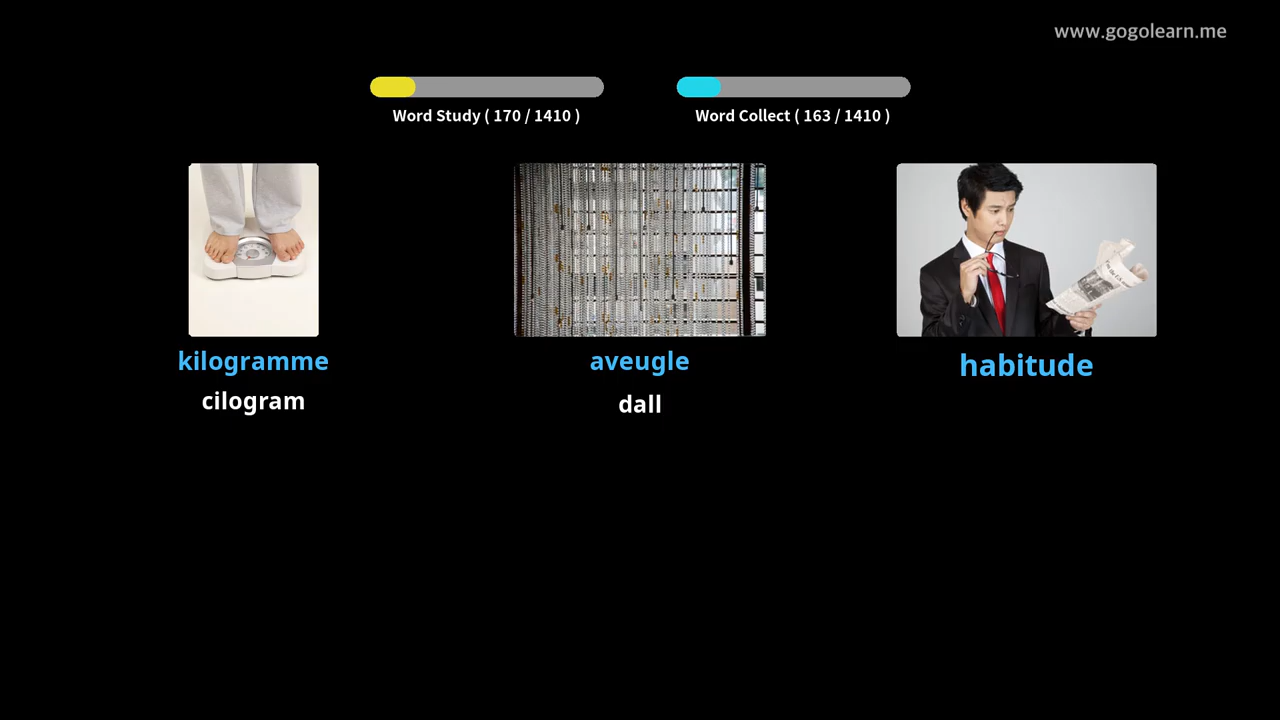 www.gogolearn.me
Word Study ( 170 / 1410 )
Word Collect ( 163 / 1410 )
kilogramme
cilogram
aveugle
dall
habitude